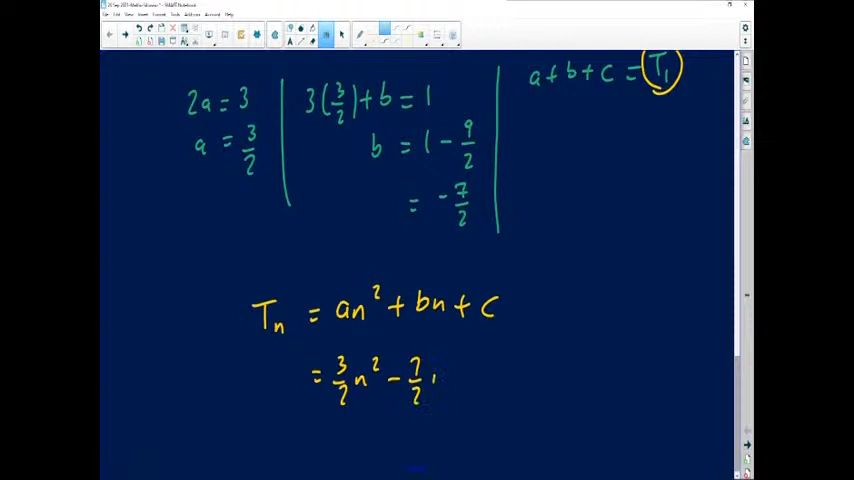 2a = 3
a = 3/2
3(3/2) + b = 1
b = 1 - 9/2
= -7/2
a + b + c = T₁
Tₙ = an² + bn + c
= 3/2 n² - 7/2